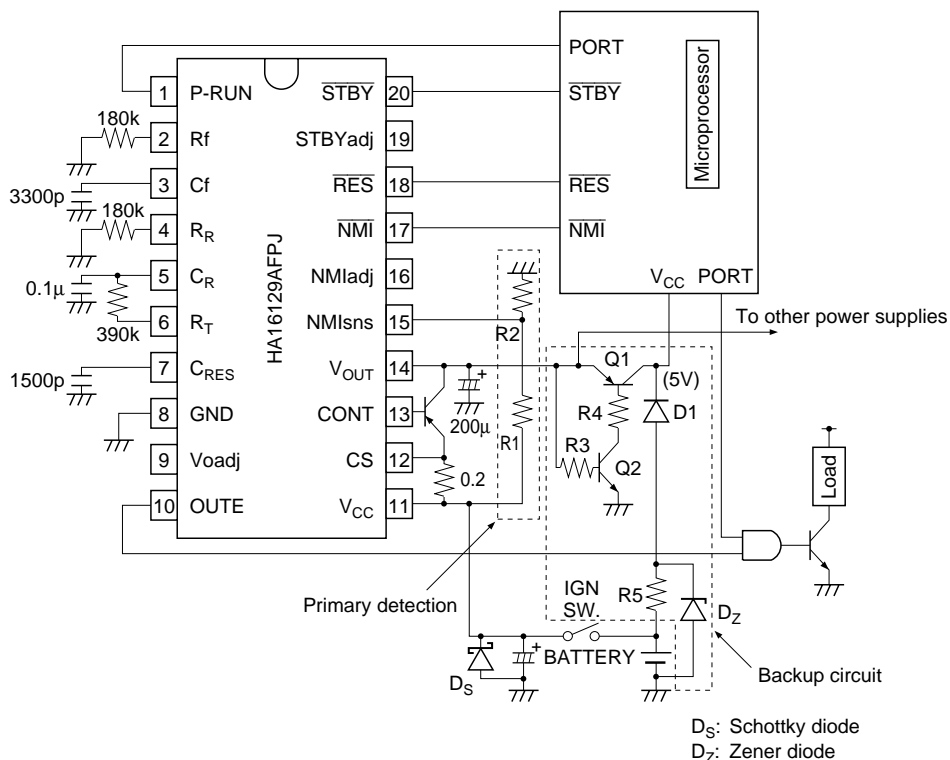 PORT
STBY
Microprocessor
RES
NMI
VCC PORT
1 P-RUN
STBY 20
180k
2 Rf
STBYadj 19
3300p
3 Cf
RES 18
180k
4 RR
NMI 17
0.1μ
5 CR
NMIadj 16
390k
6 RT
NMIsns 15
1500p
7 CRES
VOUT 14
8 GND
CONT 13
9 Voadj
CS 12
10 OUTE
VCC 11
HA16129AFPJ
200μ
0.2
R2
R1
To other power supplies
Q1
(5V)
R4
D1
R3
Q2
Load
Primary detection
R5
DZ
IGN
SW.
BATTERY
DS
Backup circuit
DS: Schottky diode
DZ: Zener diode